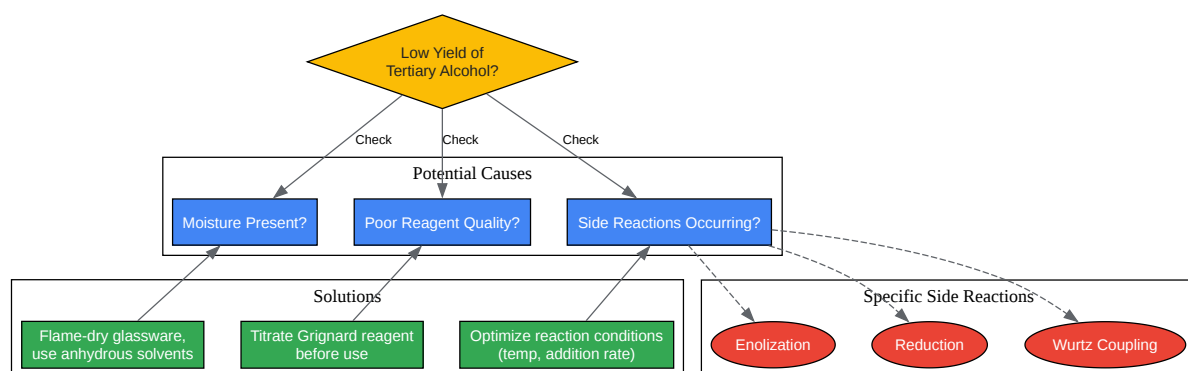 Low Yield of
Tertiary Alcohol?
Check
Check
Check
Potential Causes
Moisture Present?
Poor Reagent Quality?
Side Reactions Occurring?
Solutions
Specific Side Reactions
Flame-dry glassware,
use anhydrous solvents
Titrate Grignard reagent
before use
Optimize reaction conditions
(temp, addition rate)
Enolization
Reduction
Wurtz Coupling